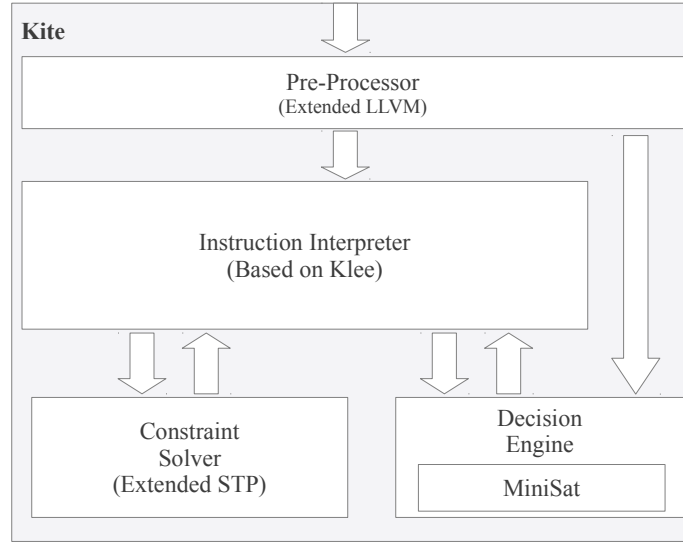 Kite
Pre-Processor
(Extended LLVM)
Instruction Interpreter
(Based on Klee)
Constraint
Solver
(Extended STP)
Decision
Engine
MiniSat